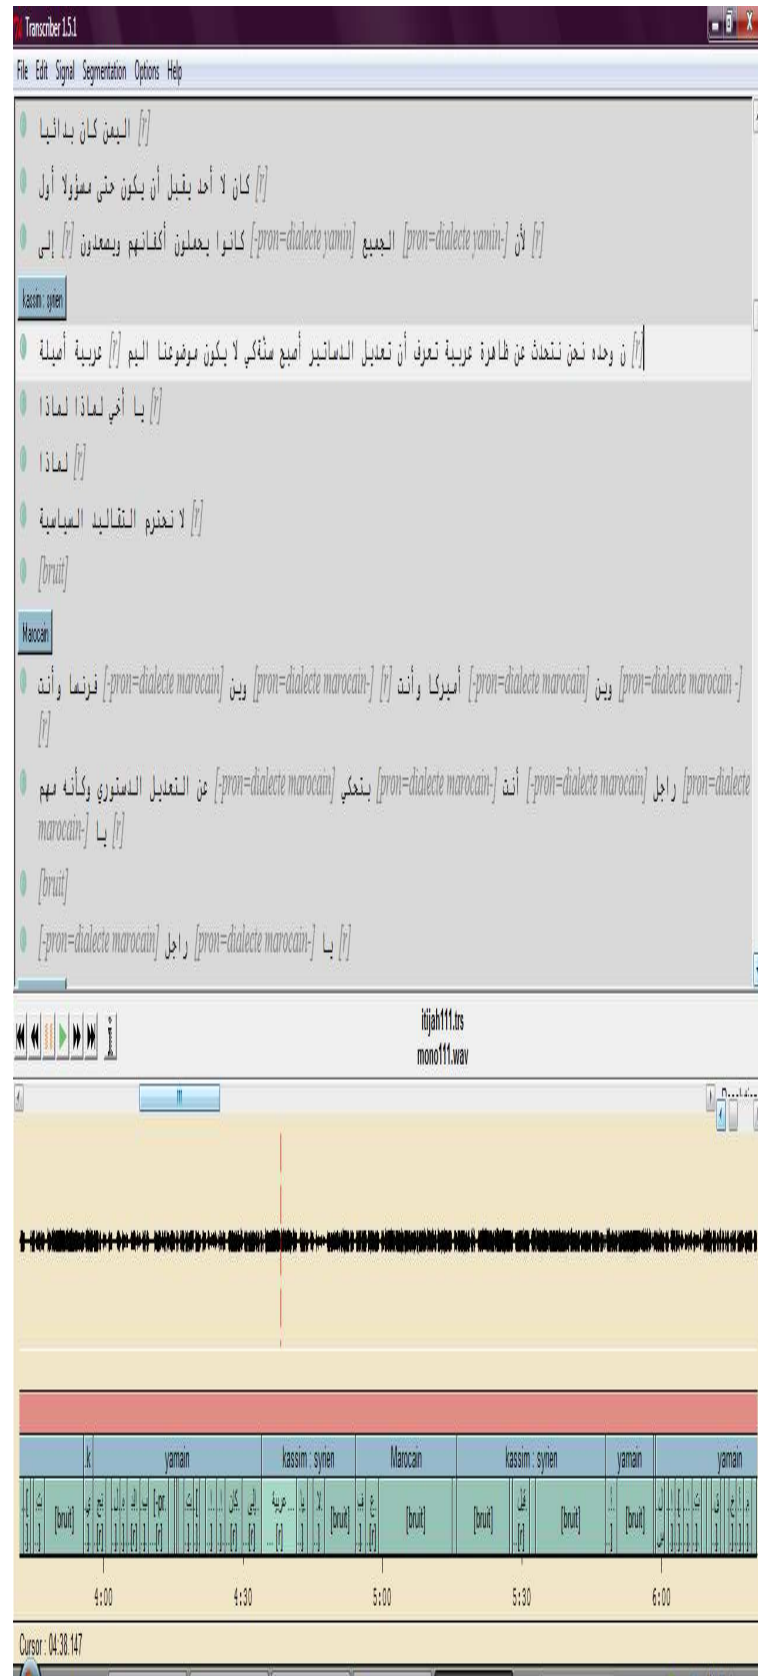 Transcriber 1.5.1
File Edit Signal Segmentation Options Help
[r] اليمن كان بدائيا
[r] كان لا أحد يقبل أن يكون حتى مسؤولا أول
[r] لأن [pron=dialecte yamin-] الجميع [-pron=dialecte yamin] كانوا يحملون أكفانهم ويصعدون [r] إلى
kassim : syrien
[r] ن وحده نحن نتحدث عن ظاهرة عربية تعرف أن تعديل الدساتير أصبح لا يكون موضوعنا اليم [r] عربية أصيلة
[r] يا أخي لماذا لماذا
[r] لماذا
[r] لا نحترم التقاليد السياسية
[bruit]
Marocain
[pron=dialecte marocain -] وين [-pron=dialecte marocain] أميركا و أنت [r] [pron=dialecte marocain-] وين [-pron=dialecte marocain] فرنسا و أنت
[r]
[pron=dialecte راجل [-pron=dialecte marocain] أنت [pron=dialecte marocain-] بتحكي [-pron=dialecte marocain] عن التعديل الدستوري وكأنه مهم
marocain-] يا [r]
[bruit]
[-pron=dialecte marocain] راجل [pron=dialecte marocain-] يا [r]
itijah111.trs
mono111.wav
.k yamain kassim : syrien Marocain kassim : syrien yamain yamain
[bruit] [-pr. كان إلى عربية ... [bruit] [bruit] [bruit] [bruit] [bruit]
[r] [r] [r]
4:00 4:30 5:00 5:30 6:00
Cursor : 04:38.147